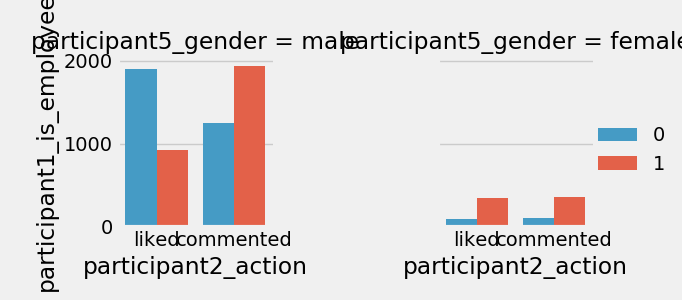 participant5_gender = male
participant5_gender = female
participant1_is_employee
2000
1000
0
liked
commented
liked
commented
participant2_action
participant2_action
0
1